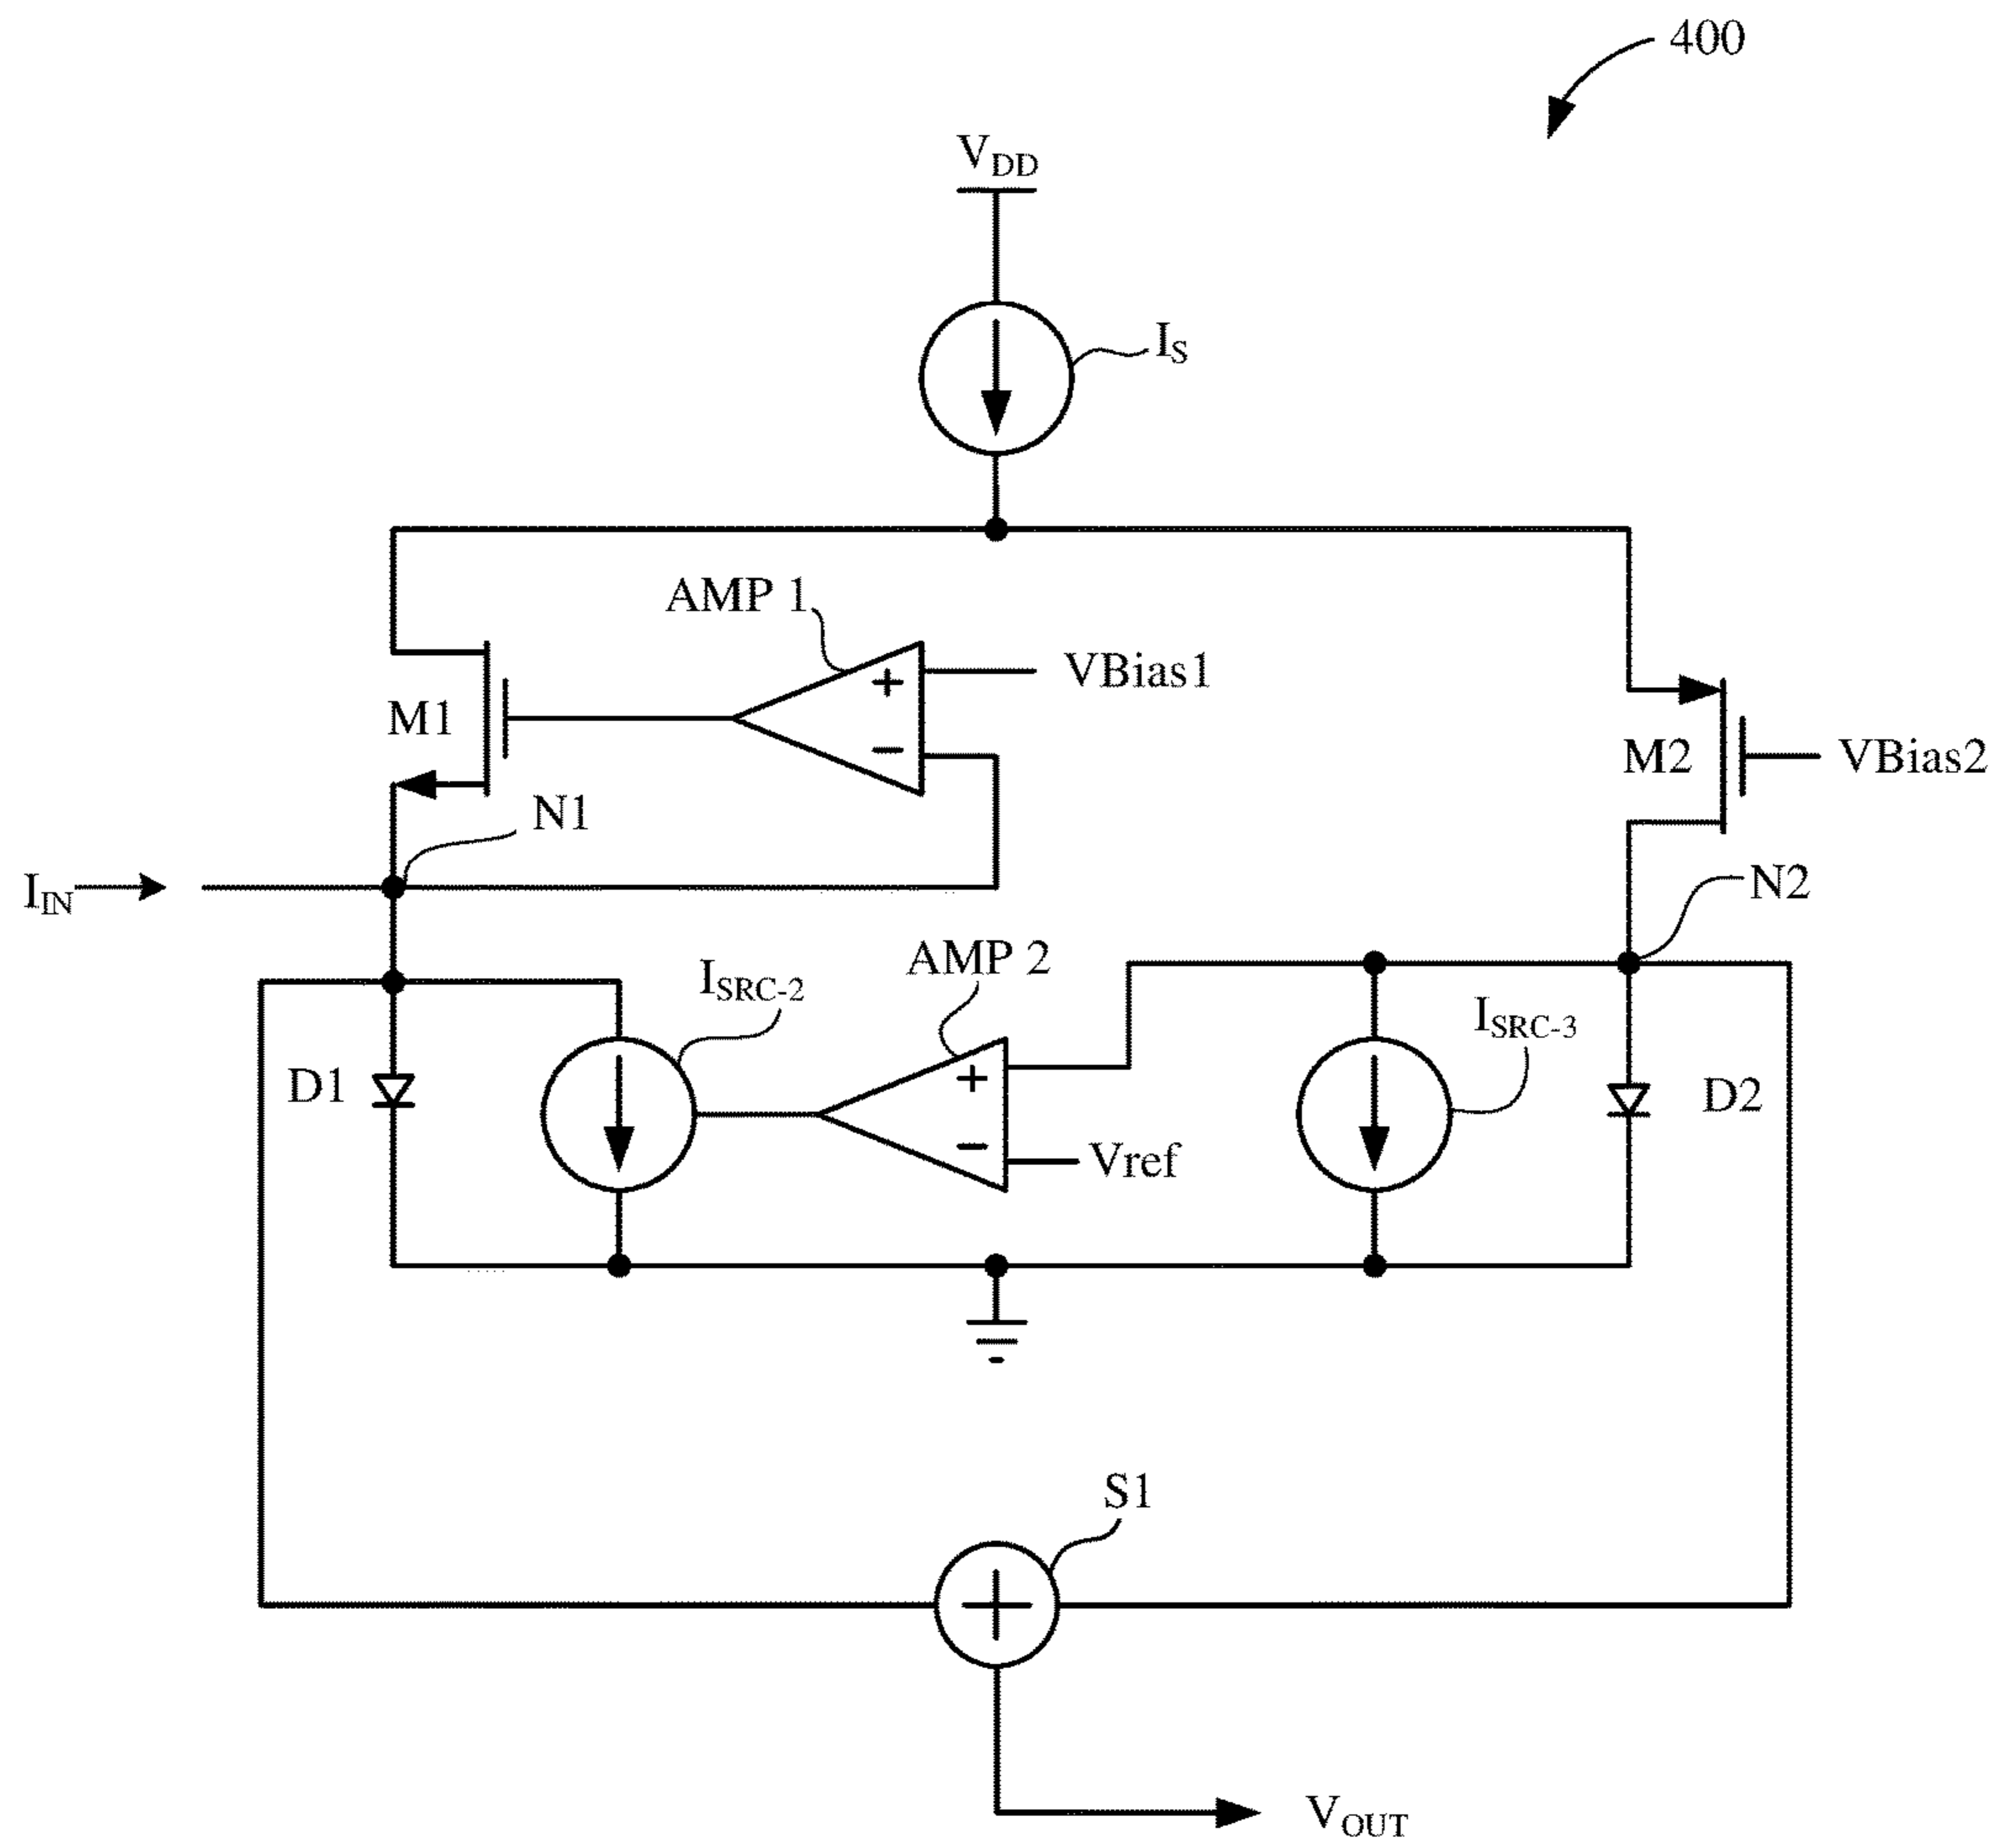 400
VDD
IS
AMP 1
VBias1
M1
M2
VBias2
N1
IIN
N2
AMP 2
ISRC-2
ISRC-3
D1
+
−
+
−
D2
Vref
S1
+
VOUT